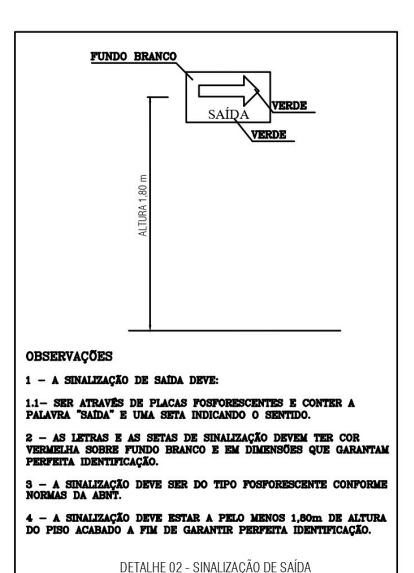 FUNDO BRANCO
VERDE
SAÍDA
VERDE
ALTURA 1.80 m
OBSERVAÇÕES
1 – A SINALIZAÇÃO DE SAÍDA DEVE:
1.1– SER ATRAVÉS DE PLACAS FOSFORESCENTES E CONTER A
PALAVRA "SAÍDA" E UMA SETA INDICANDO O SENTIDO.
2 – AS LETRAS E AS SETAS DE SINALIZAÇÃO DEVEM TER COR
VERMELHA SOBRE FUNDO BRANCO E EM DIMENSÕES QUE GARANTAM
PERFEITA IDENTIFICAÇÃO.
3 – A SINALIZAÇÃO DEVE SER DO TIPO FOSFORESCENTE CONFORME
NORMAS DA ABNT.
4 – A SINALIZAÇÃO DEVE ESTAR A PELO MENOS 1,80m DE ALTURA
DO PISO ACABADO A FIM DE GARANTIR PERFEITA IDENTIFICAÇÃO.
DETALHE 02 - SINALIZAÇÃO DE SAÍDA